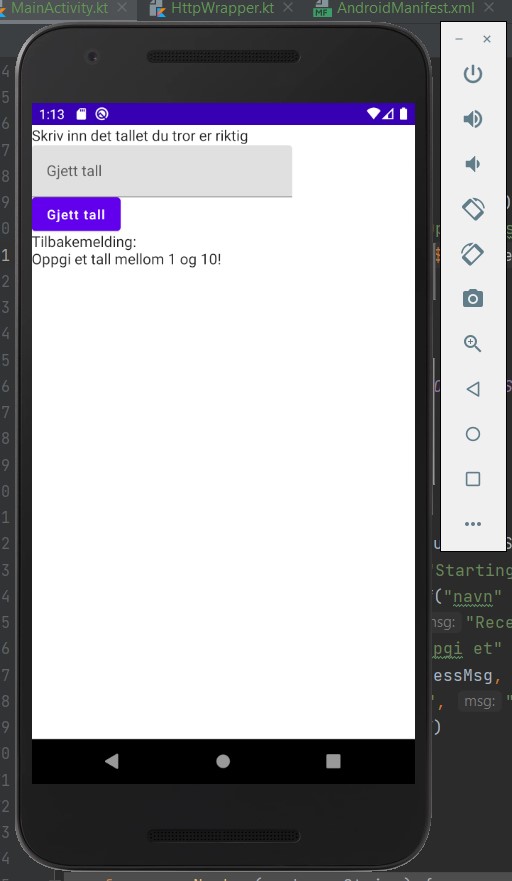 MainActivity.kt
HttpWrapper.kt
AndroidManifest.xml
1:13
Skriv inn det tallet du tror er riktig
Gjett tall
Gjett tall
Tilbakemelding:
Oppgi et tall mellom 1 og 10!
"Starting
("navn"
msg: "Rece
ppgi et"
essMsg,
", msg: "